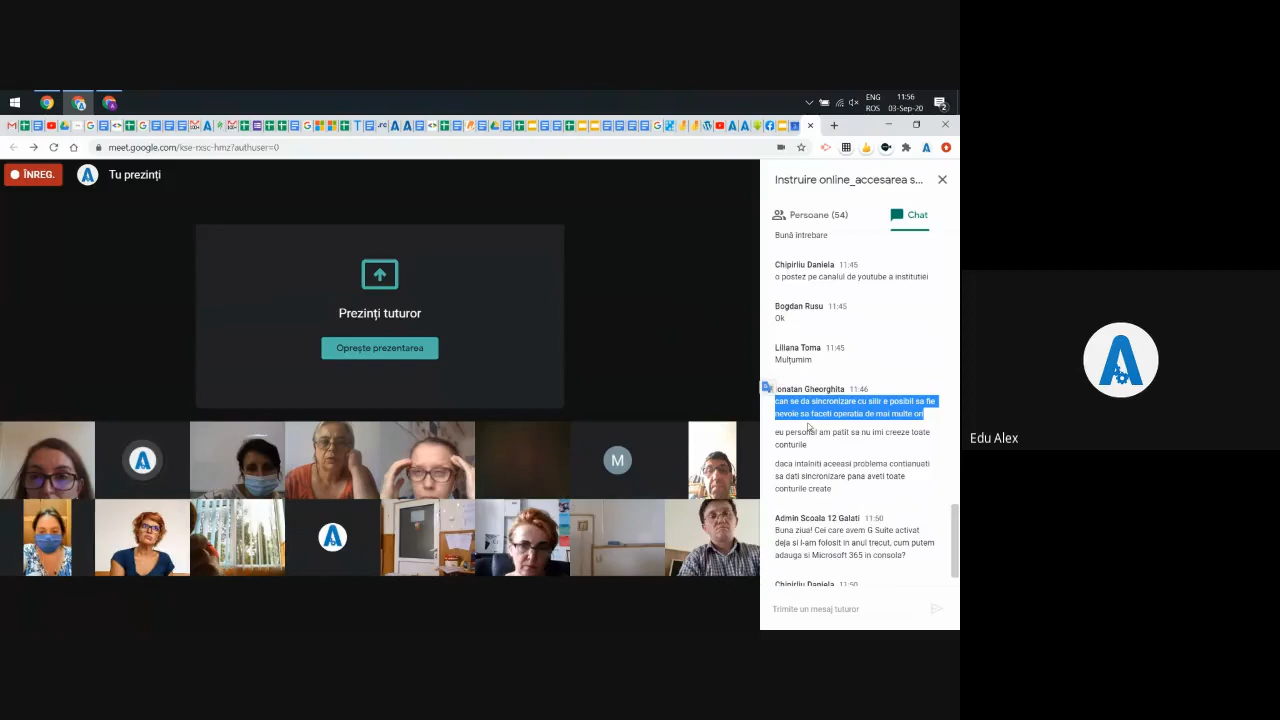 ENG
ROS
11:56
03-Sep-20
2
meet.google.com/kse-rxsc-hmz?authuser=0
ÎNREG.
Tu prezinți
Prezinți tuturor
Oprește prezentarea
M
Instruire online_accesarea s...
Persoane (54)
Chat
Bună întrebare
Chipirliu Daniela 11:45
o postez pe canalul de youtube a institutiei
Bogdan Rusu 11:45
Ok
Liliana Toma 11:45
Mulțumim
Ionatan Gheorghita 11:46
can se da sincronizare cu siiir e posibil sa fie
nevoie sa faceti operatia de mai multe ori
eu personal am patit sa nu imi creeze toate
conturile
daca intalniti aceeasi problema contianuati
sa dati sincronizare pana aveti toate
conturile create
Admin Scoala 12 Galati 11:50
Buna ziua! Cei care avem G Suite activat
deja si l-am folosit in anul trecut, cum putem
adauga si Microsoft 365 in consola?
Chipirliu Daniela 11:50
Trimite un mesaj tuturor
Edu Alex